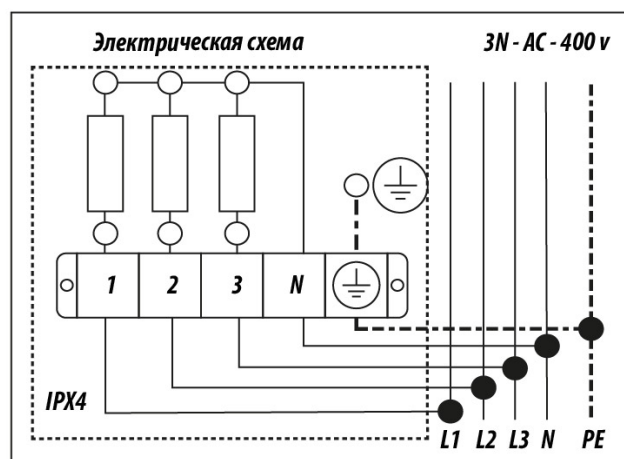 Электрическая схема
3N - AC - 400 v
1 2 3 N
IPX4
L1 L2 L3 N PE